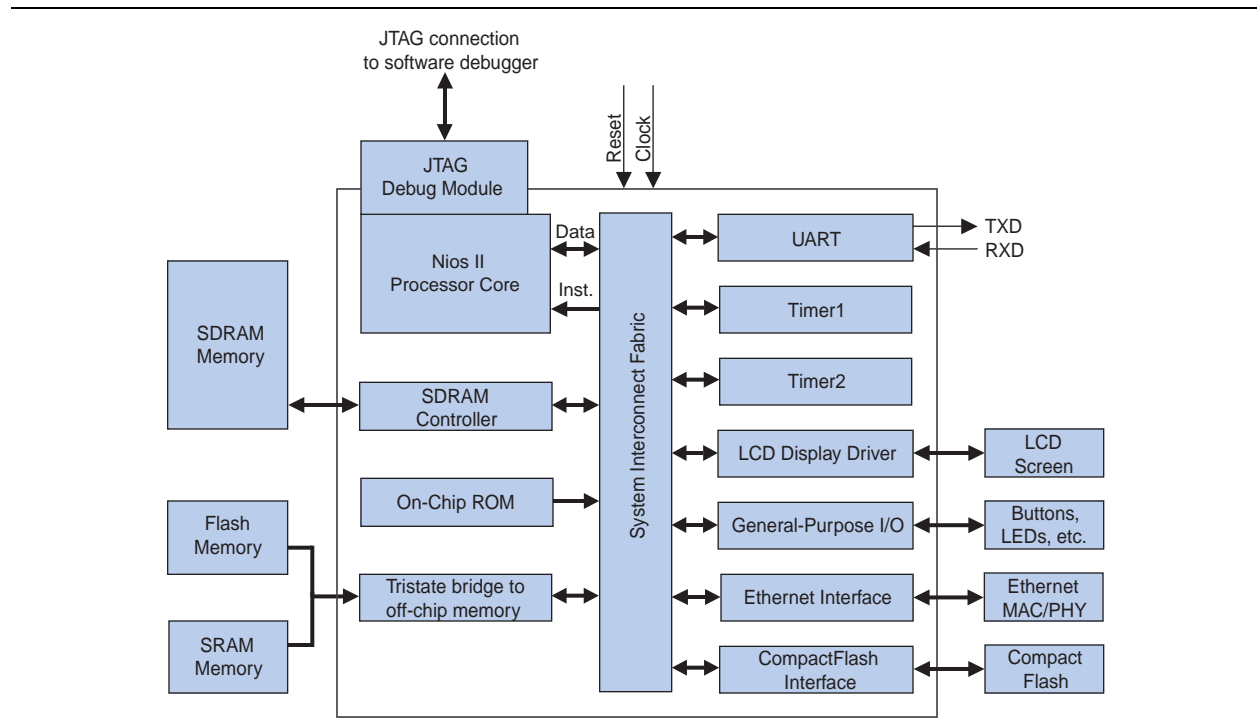 JTAG connection
to software debugger
Reset
Clock
JTAG
Debug Module
Nios II
Processor Core
Data
Inst.
System Interconnect Fabric
UART
TXD
RXD
Timer1
Timer2
SDRAM
Memory
SDRAM
Controller
LCD Display Driver
LCD
Screen
On-Chip ROM
General-Purpose I/O
Buttons,
LEDs, etc.
Flash
Memory
Tristate bridge to
off-chip memory
Ethernet Interface
Ethernet
MAC/PHY
SRAM
Memory
CompactFlash
Interface
Compact
Flash